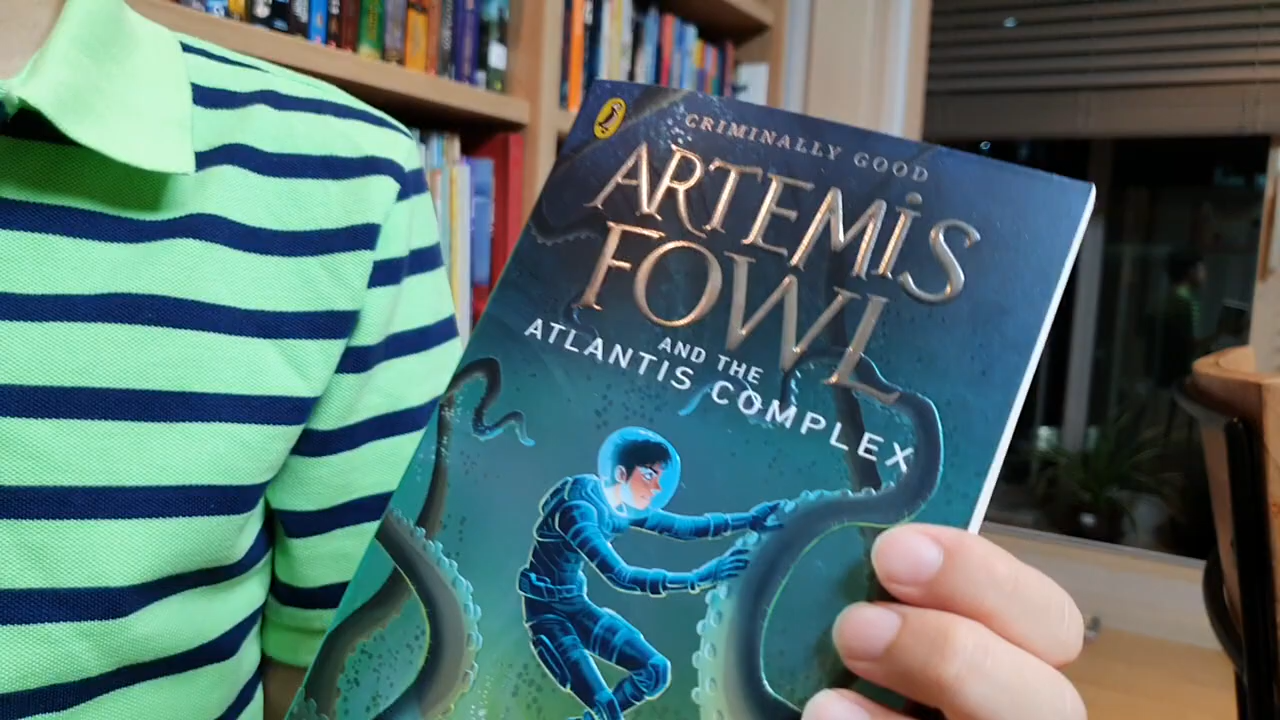 CRIMINALLY GOOD
ARTEMiS
FOWL
AND THE
ATLANTIS COMPLEX